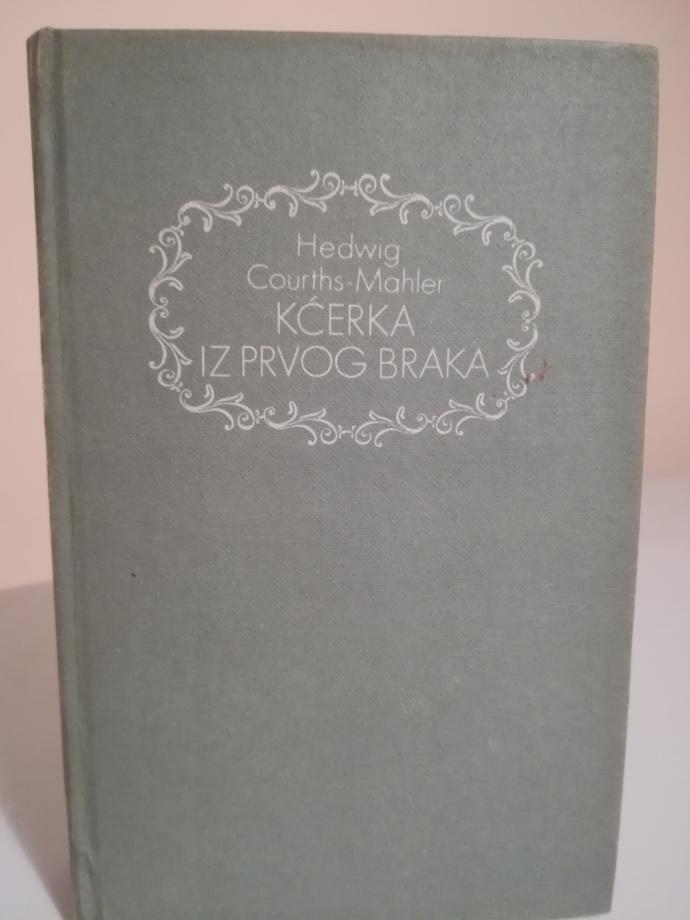 Hedwig
Courths-Mahler
KĆERKA
IZ PRVOG BRAKA